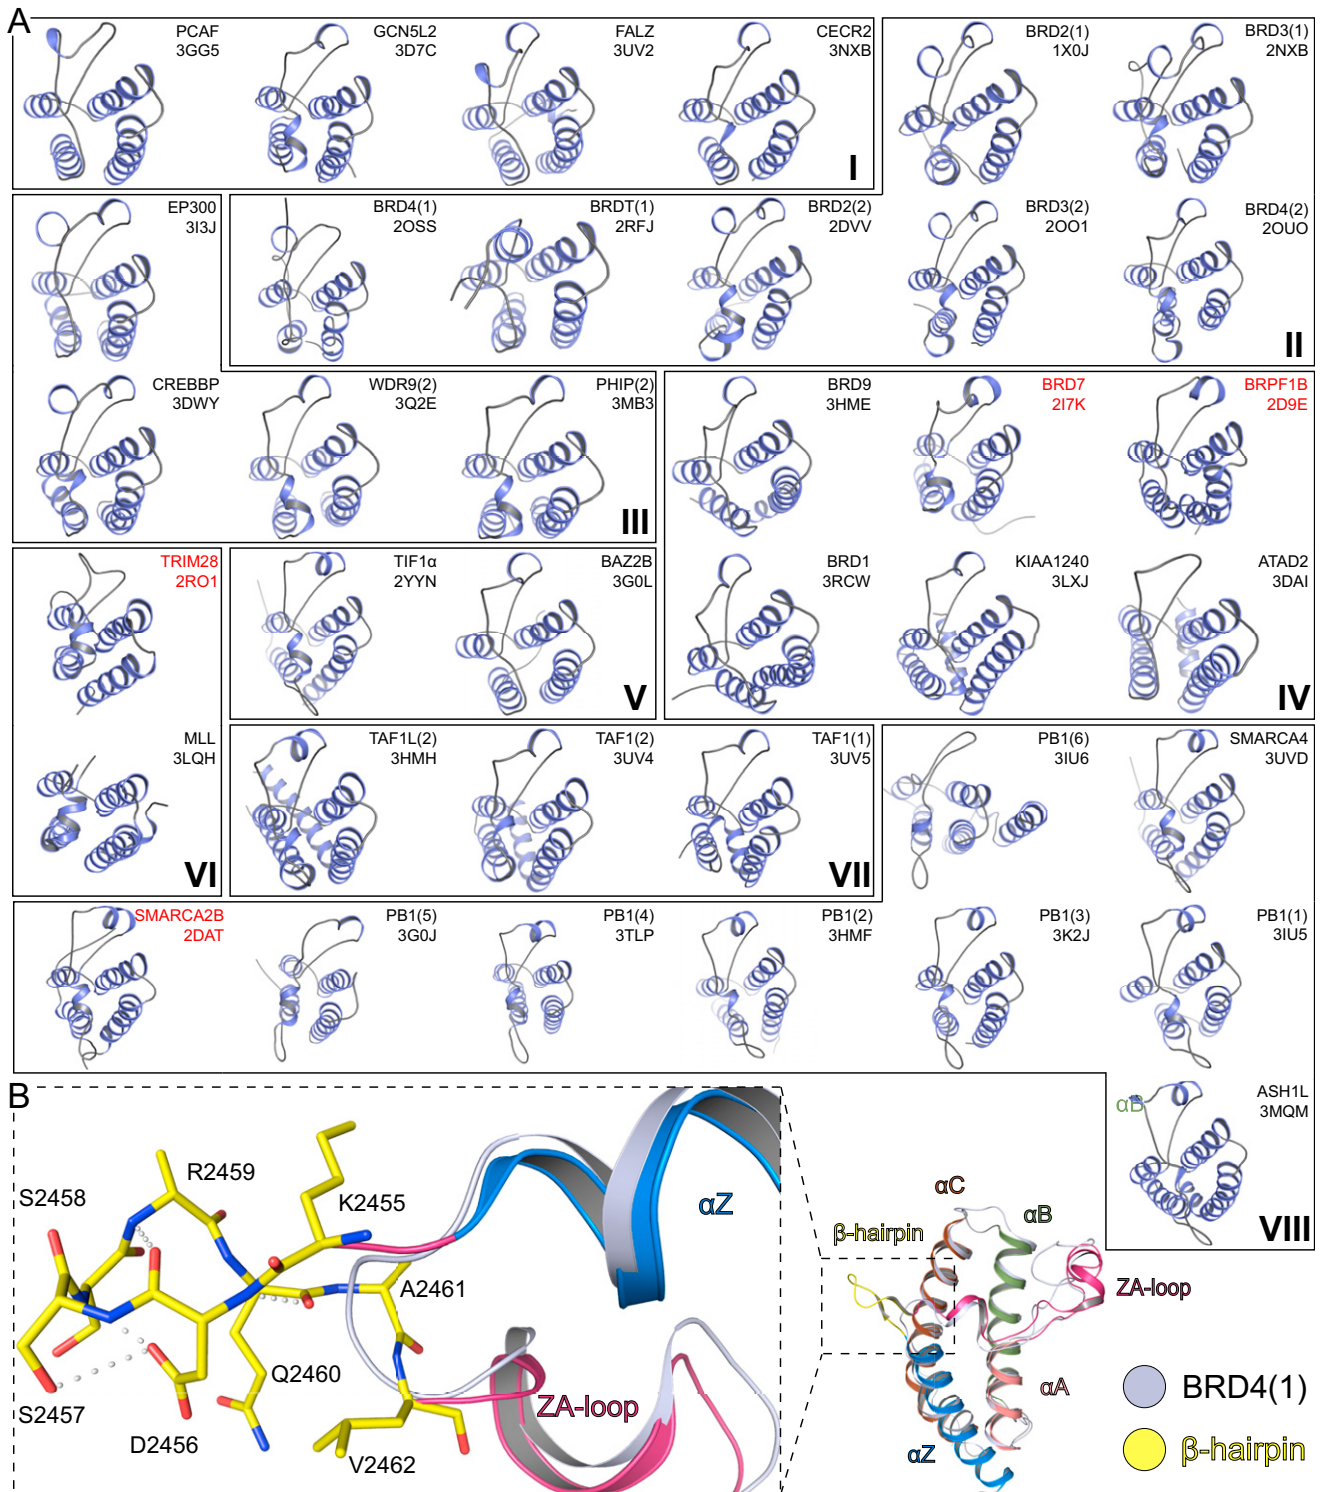 A
PCAF
3GG5
GCN5L2
3D7C
FALZ
3UV2
CECR2
3NXB
I
BRD2(1)
1X0J
BRD3(1)
2NXB
EP300
3I3J
BRD4(1)
2OSS
BRDT(1)
2RFJ
BRD2(2)
2DVV
BRD3(2)
2OO1
BRD4(2)
2OUO
II
CREBBP
3DWY
WDR9(2)
3Q2E
PHIP(2)
3MB3
III
BRD9
3HME
BRD7
2I7K
BRPF1B
2D9E
TRIM28
2RO1
TIF1α
2YYN
BAZ2B
3G0L
V
BRD1
3RCW
KIAA1240
3LXJ
ATAD2
3DAI
IV
MLL
3LQH
VI
TAF1L(2)
3HMH
TAF1(2)
3UV4
TAF1(1)
3UV5
VII
PB1(6)
3IU6
SMARCA4
3UVD
SMARCA2B
2DAT
PB1(5)
3G0J
PB1(4)
3TLP
PB1(2)
3HMF
PB1(3)
3K2J
PB1(1)
3IU5
αB
ASH1L
3MQM
VIII
B
S2458
R2459
K2455
αZ
A2461
Q2460
S2457
D2456
V2462
ZA-loop
αC
αB
β-hairpin
ZA-loop
αA
αZ
BRD4(1)
β-hairpin